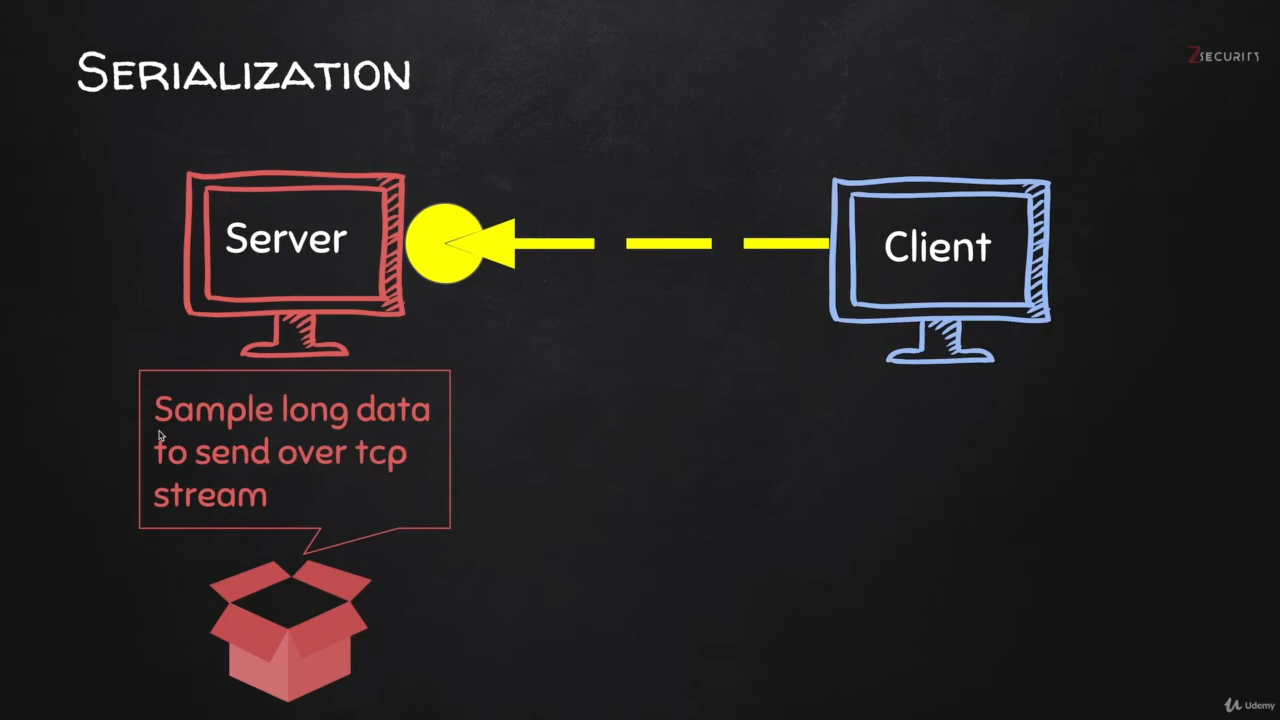 SERIALIZATION
ZSECURITY
Server
Client
Sample long data
to send over tcp
stream
Udemy